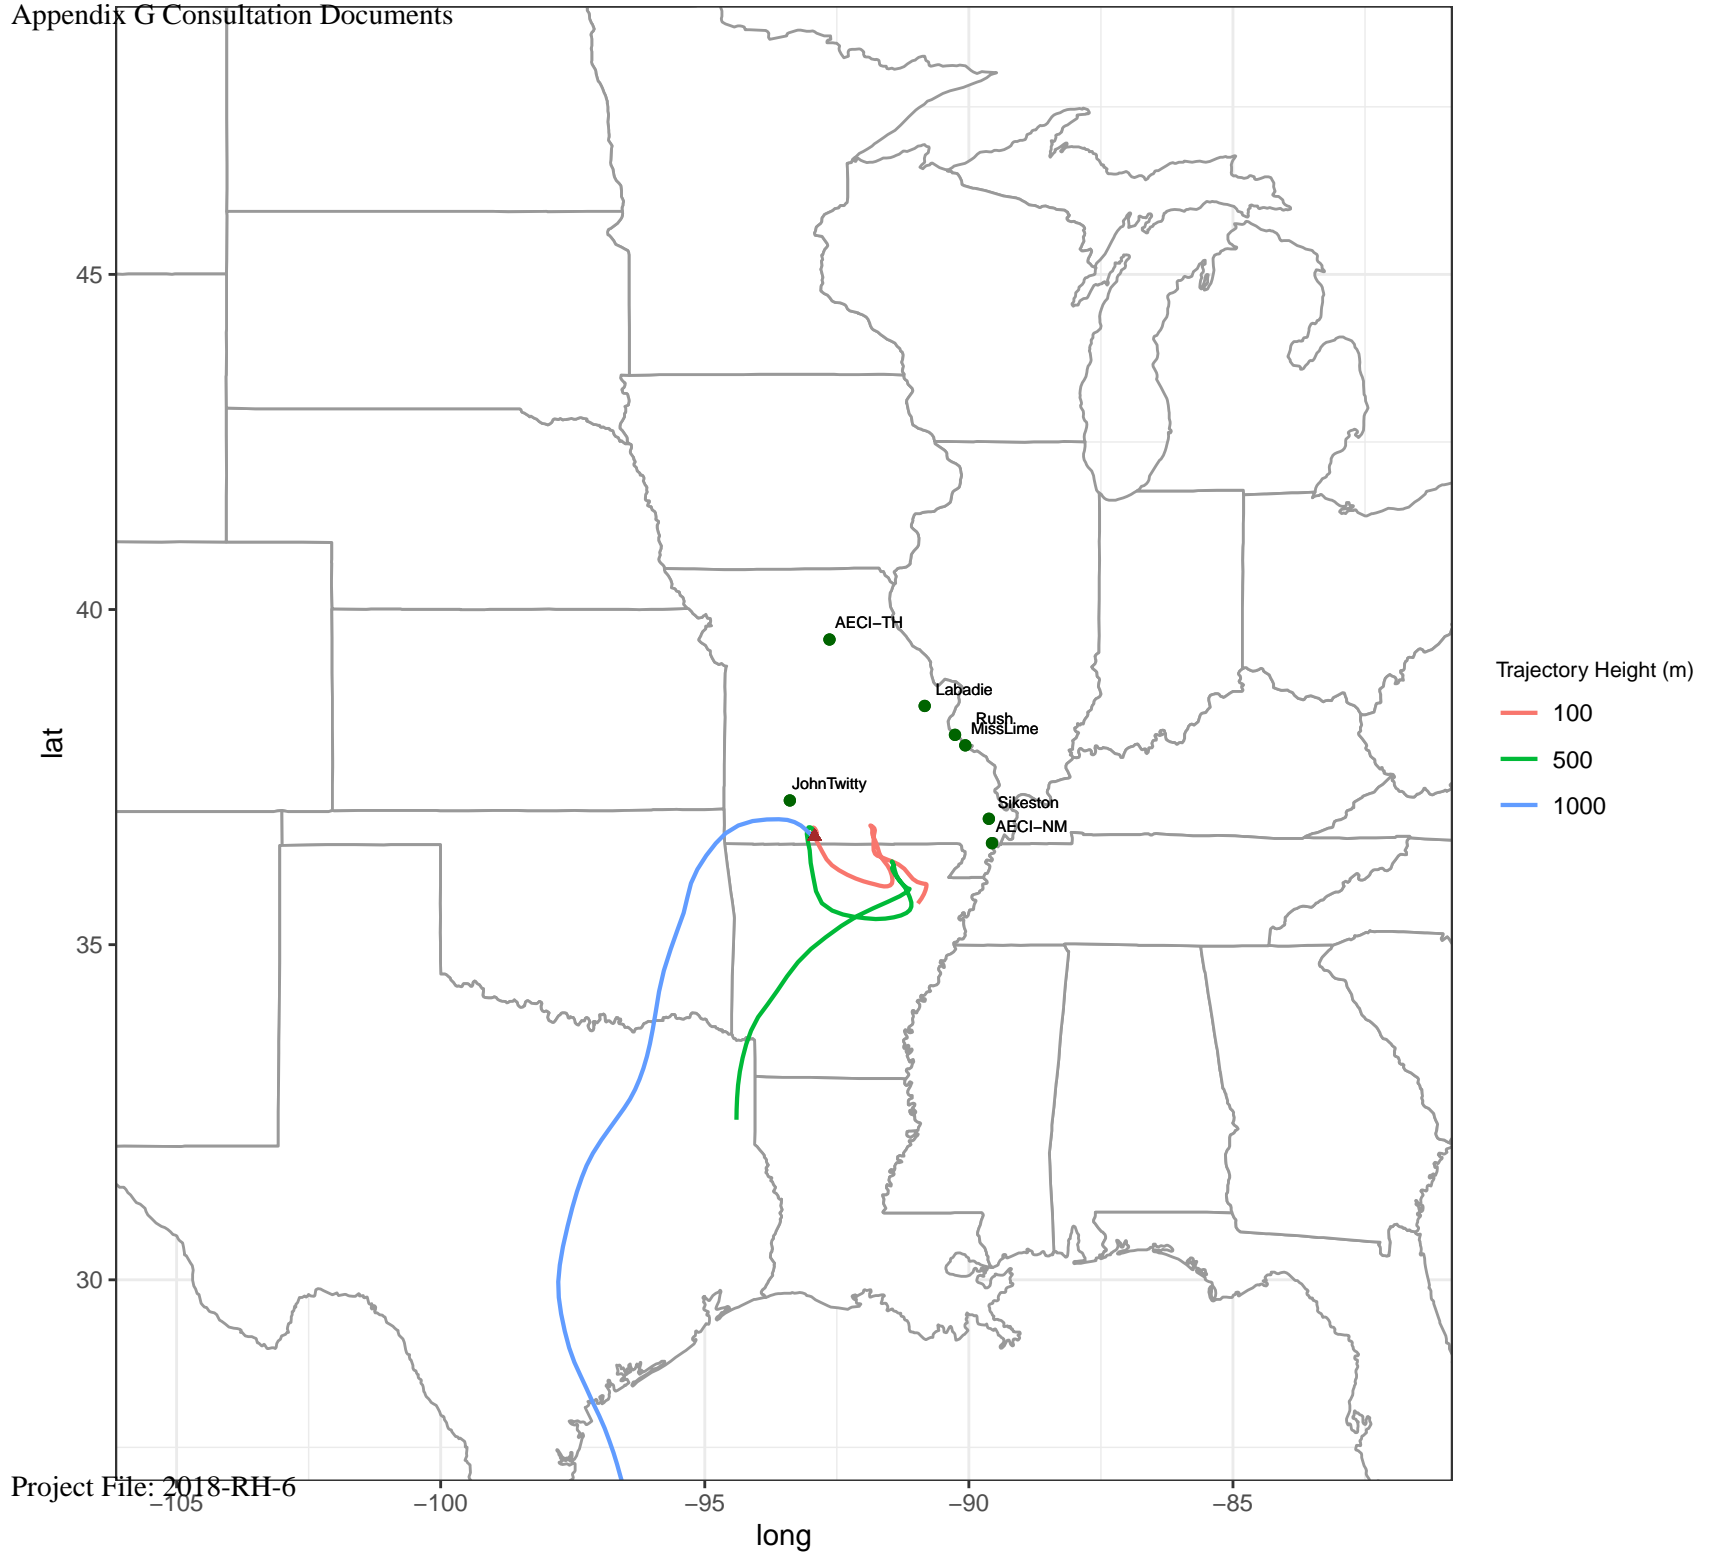 Appendix G Consultation Documents
45
40
35
30
lat
AECI−TH
Labadie
Rush
MissLime
JohnTwitty
Sikeston
AECI−NM
Trajectory Height (m)
100
500
1000
Project File: 2018-RH-6
−105
−100
−95
−90
−85
long